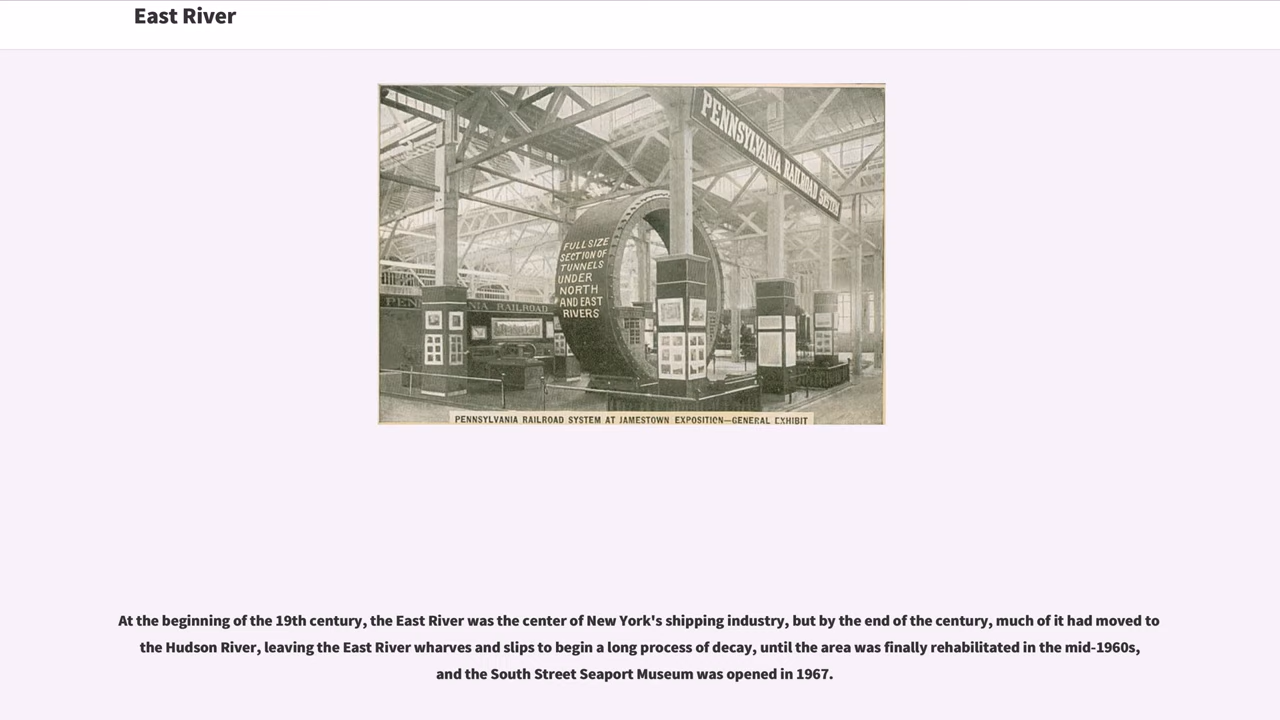 East River
PENNSYLVANIA RAILROAD SYSTEM
FULL SIZE
SECTION OF
TUNNELS
UNDER
NORTH
AND EAST
RIVERS
PEN
NIA RAILROAD
PENNSYLVANIA RAILROAD SYSTEM AT JAMESTOWN EXPOSITION—GENERAL EXHIBIT
At the beginning of the 19th century, the East River was the center of New York's shipping industry, but by the end of the century, much of it had moved to
the Hudson River, leaving the East River wharves and slips to begin a long process of decay, until the area was finally rehabilitated in the mid-1960s,
and the South Street Seaport Museum was opened in 1967.